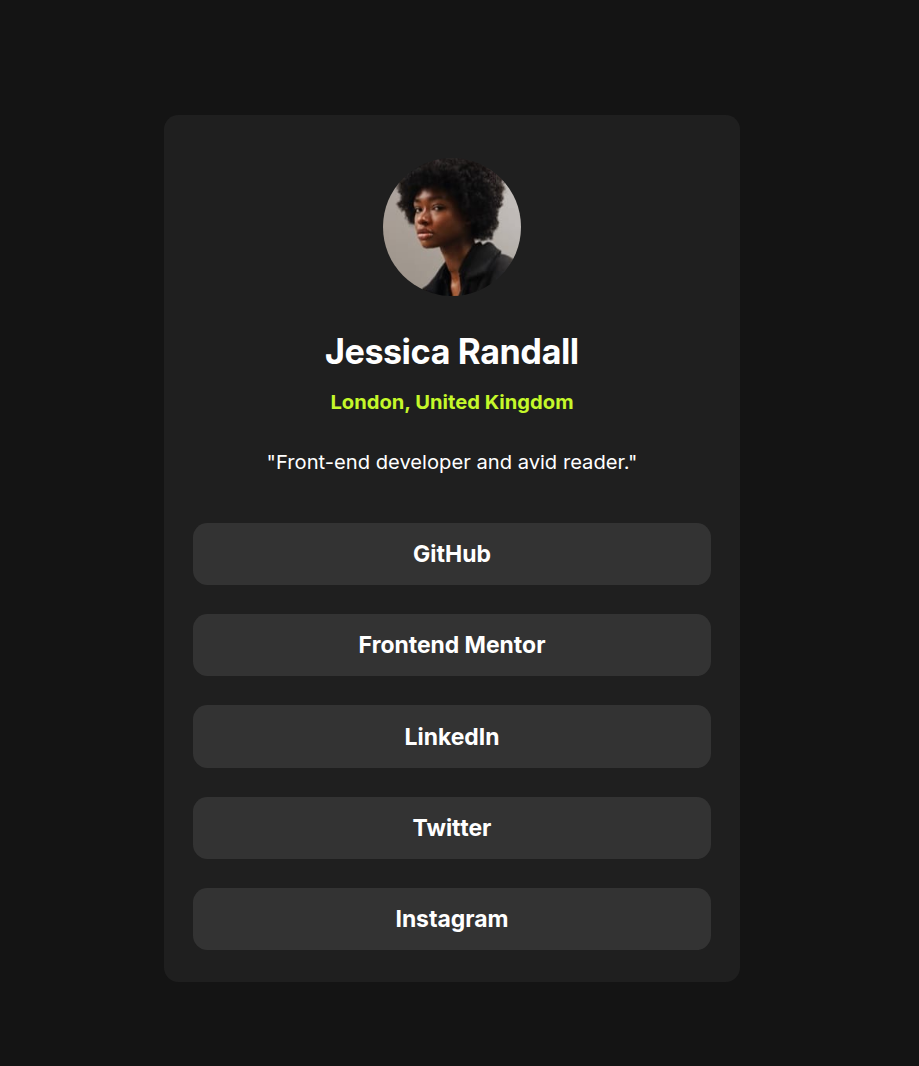 Jessica Randall
London, United Kingdom
"Front-end developer and avid reader."
GitHub
Frontend Mentor
LinkedIn
Twitter
Instagram